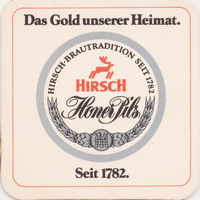 Das Gold unserer Heimat.
HIRSCH-BRAUTRADITION SEIT 1782
HIRSCH
Honer Pils
Seit 1782.